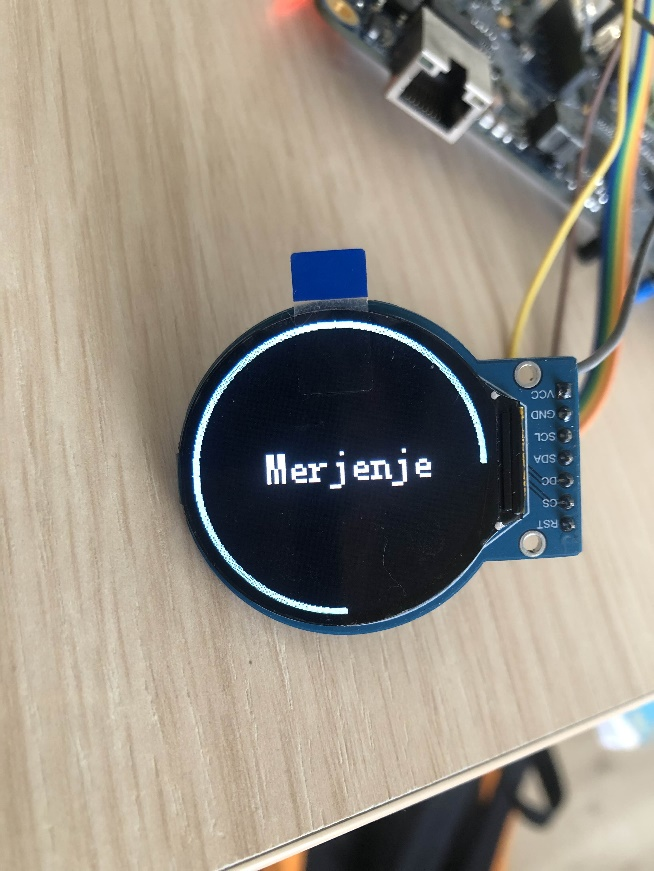 Merjenje
VCC
GND
SCL
SDA
DC
CS
RST